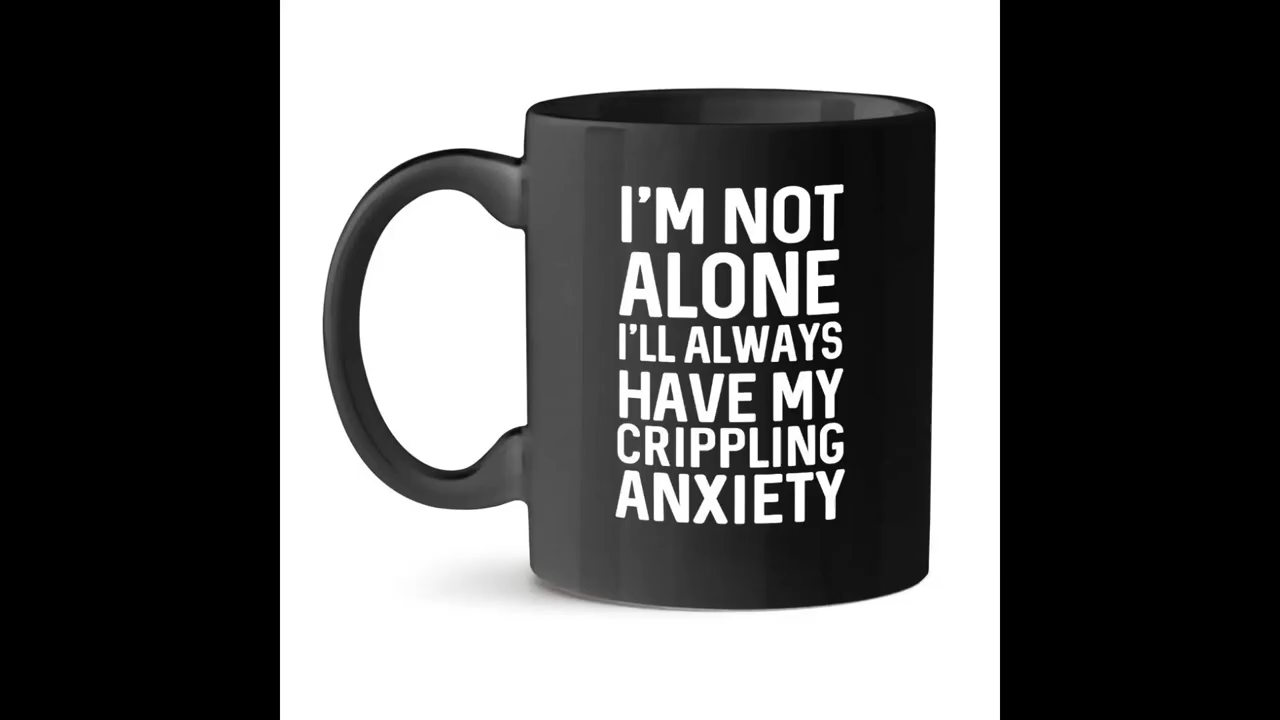 I'M NOT
ALONE
I'LL ALWAYS
HAVE MY
CRIPPLING
ANXIETY